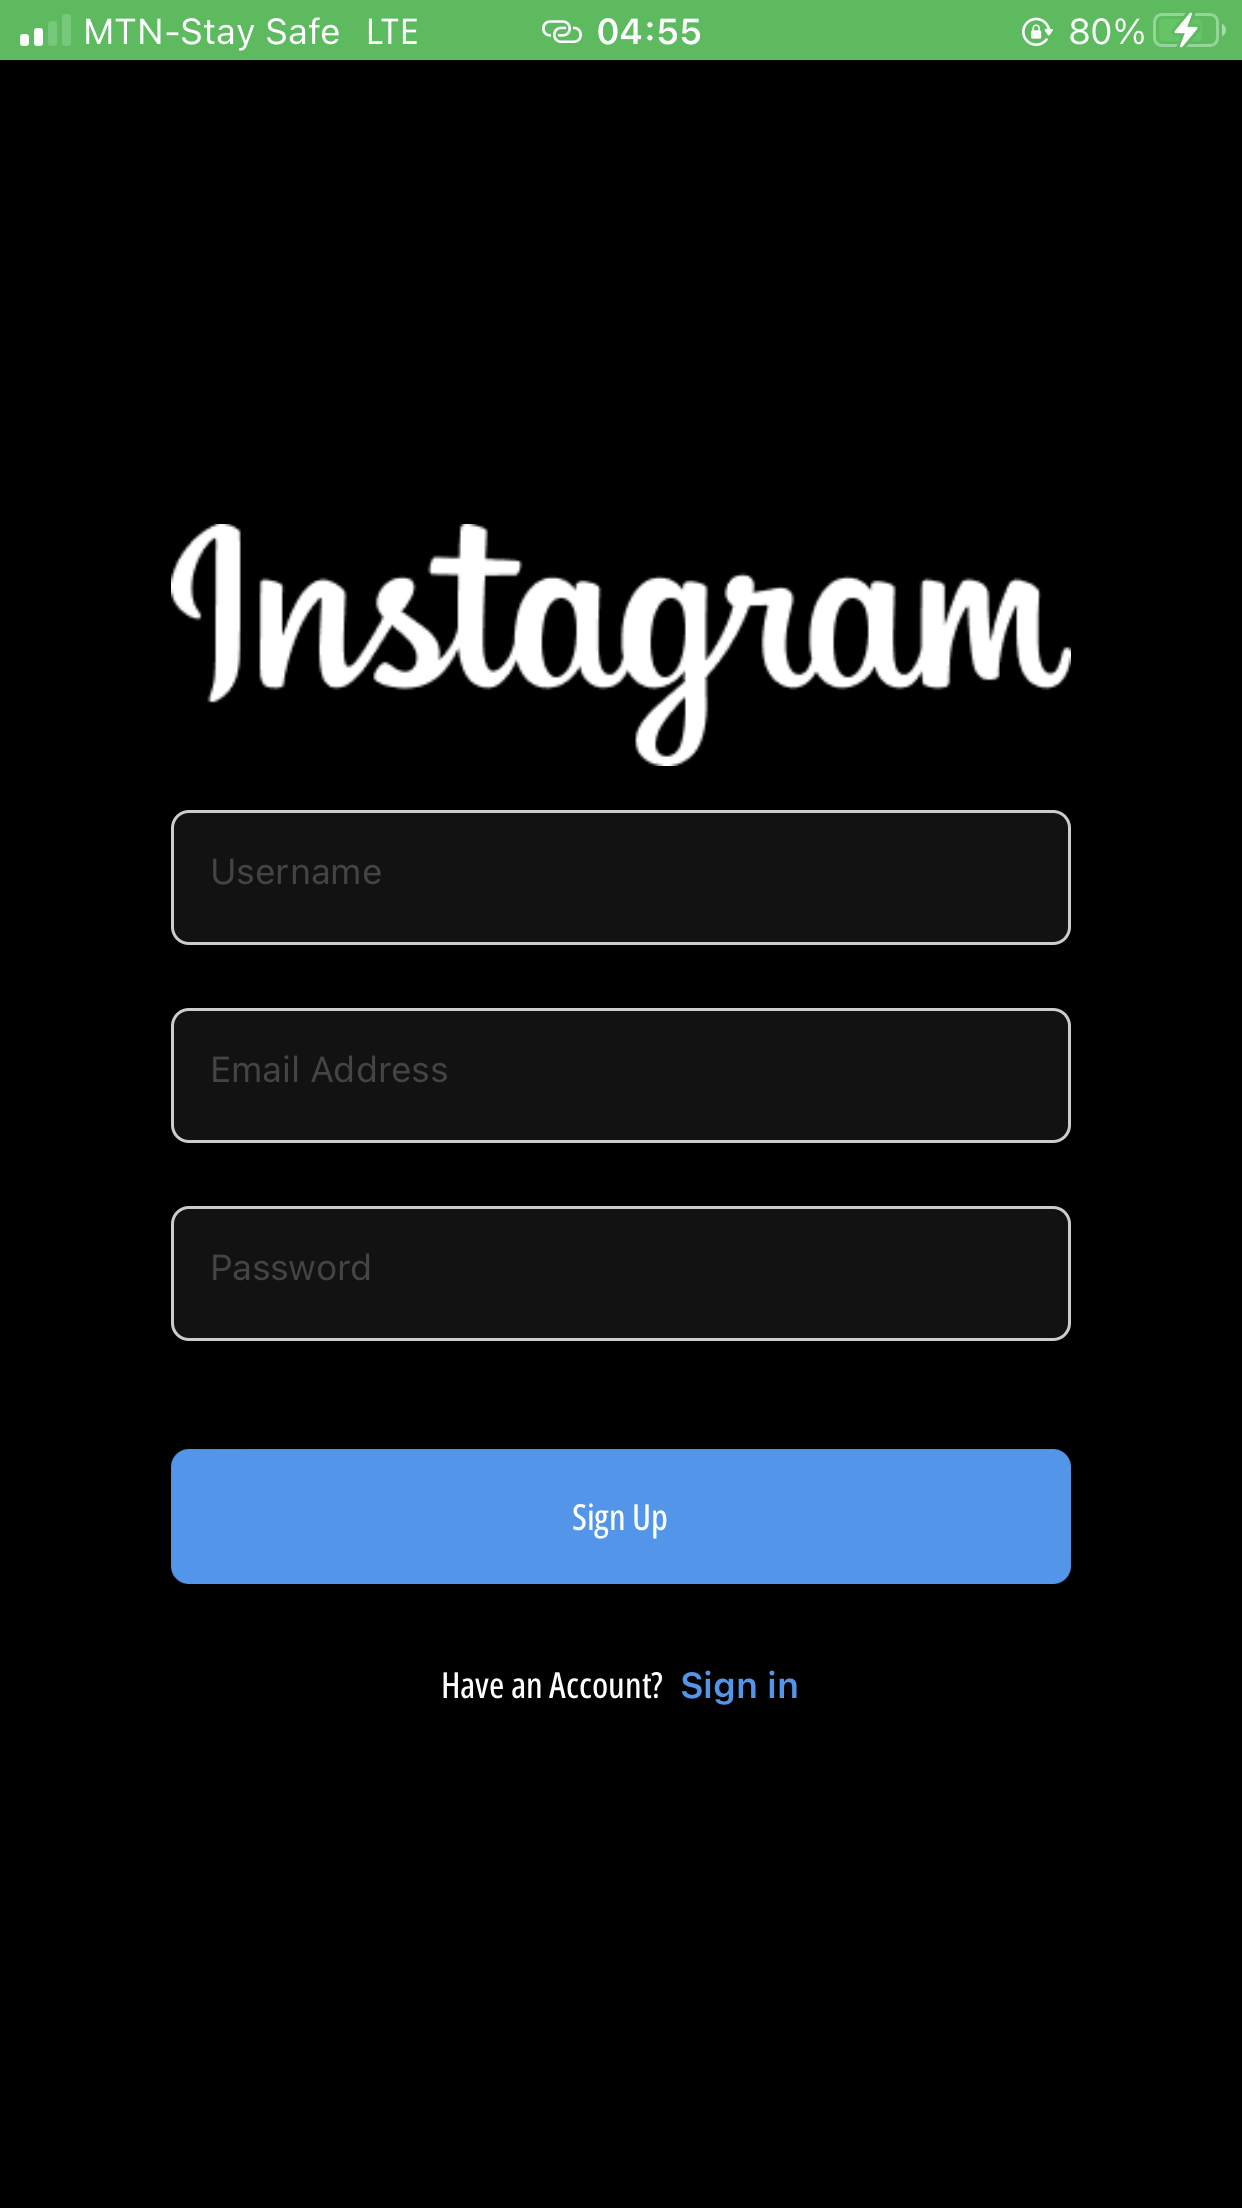 MTN-Stay Safe LTE 04:55 80%
Instagram
Username
Email Address
Password
Sign Up
Have an Account? Sign in